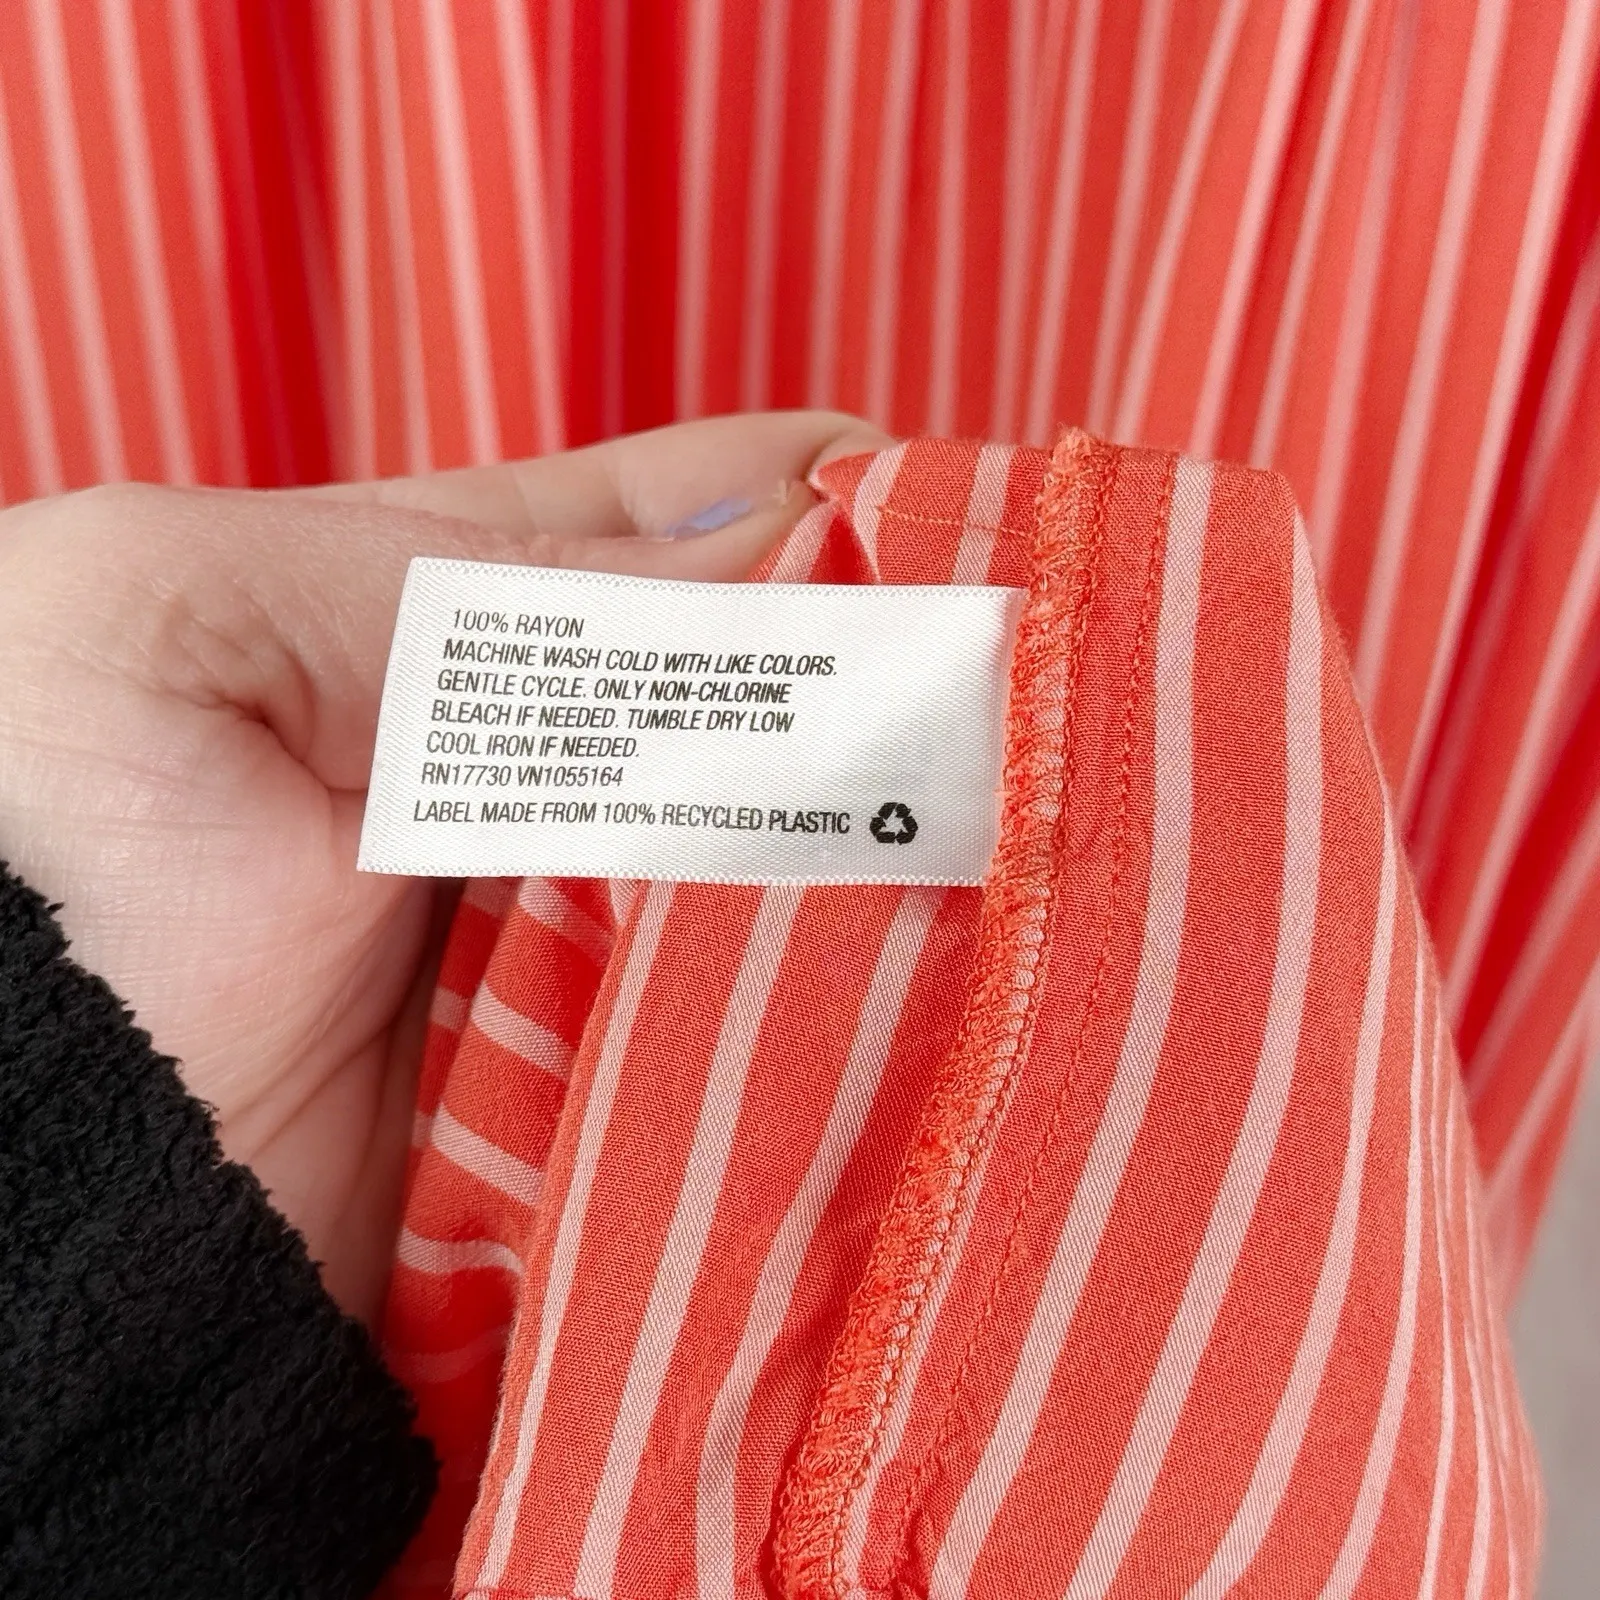 100% RAYON
MACHINE WASH COLD WITH LIKE COLORS.
GENTLE CYCLE. ONLY NON-CHLORINE
BLEACH IF NEEDED. TUMBLE DRY LOW
COOL IRON IF NEEDED.
RN17730 VN1055164
LABEL MADE FROM 100% RECYCLED PLASTIC